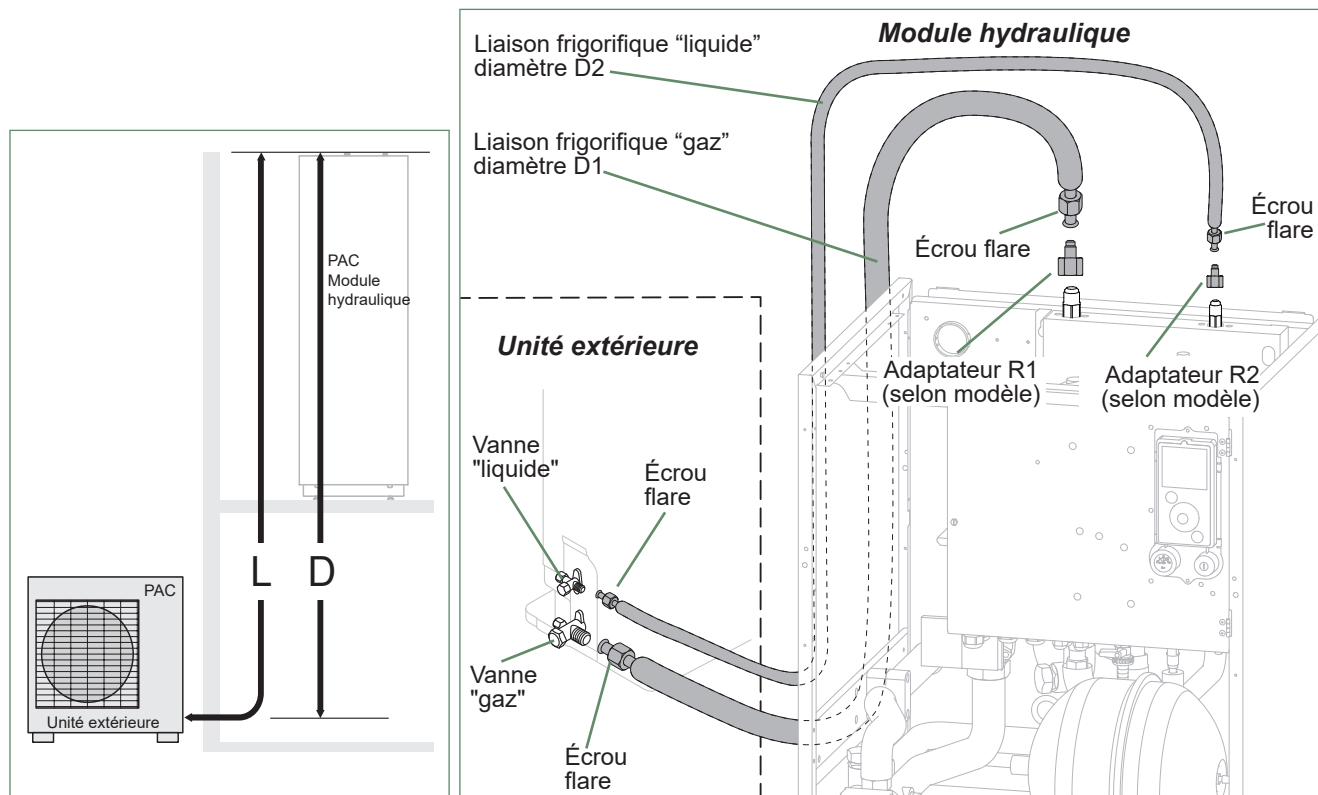 PAC
Module
hydraulique
L
D
PAC
Unité extérieure
Module hydraulique
Liaison frigorifique “liquide”
diamètre D2
Liaison frigorifique “gaz”
diamètre D1
Écrou flare
Écrou
flare
Adaptateur R1
(selon modèle)
Adaptateur R2
(selon modèle)
Unité extérieure
Vanne
"liquide"
Écrou
flare
Vanne
"gaz"
Écrou
flare